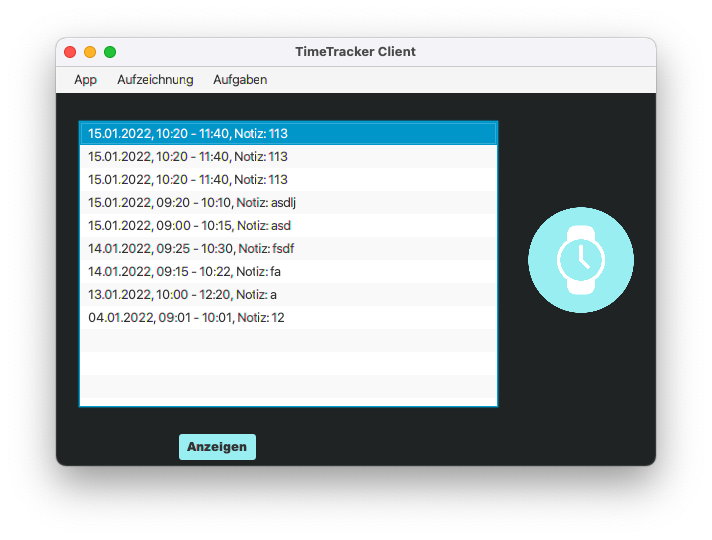 TimeTracker Client
App Aufzeichnung Aufgaben
15.01.2022, 10:20 - 11:40, Notiz: 113
15.01.2022, 10:20 - 11:40, Notiz: 113
15.01.2022, 10:20 - 11:40, Notiz: 113
15.01.2022, 09:20 - 10:10, Notiz: asdlj
15.01.2022, 09:00 - 10:15, Notiz: asd
14.01.2022, 09:25 - 10:30, Notiz: fsdf
14.01.2022, 09:15 - 10:22, Notiz: fa
13.01.2022, 10:00 - 12:20, Notiz: a
04.01.2022, 09:01 - 10:01, Notiz: 12
Anzeigen